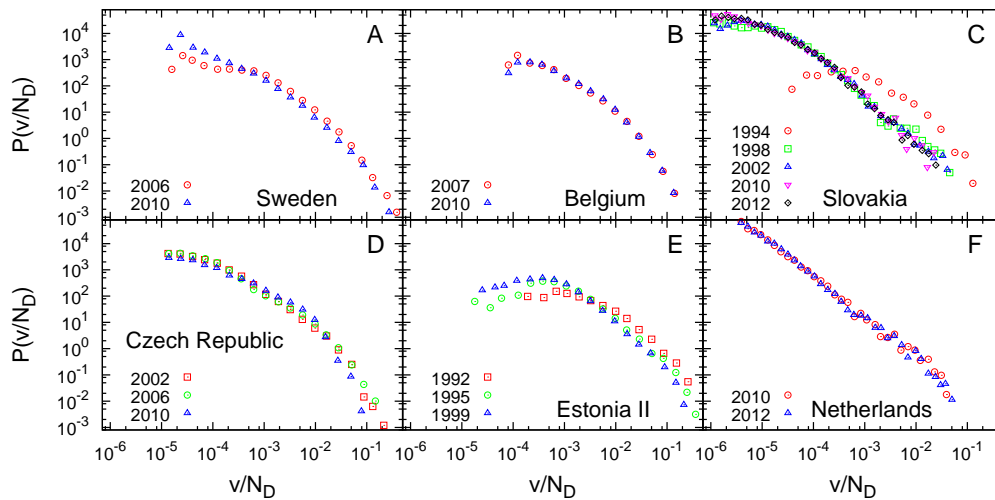 A
B
C
P(v/N_D)
10^4
10^3
10^2
10^1
10^0
10^-1
10^-2
10^-3
2006
2010
Sweden
2007
2010
Belgium
1994
1998
2002
2010
2012
Slovakia
D
E
F
P(v/N_D)
10^4
10^3
10^2
10^1
10^0
10^-1
10^-2
10^-3
Czech Republic
2002
2006
2010
1992
1995
1999
Estonia II
2010
2012
Netherlands
10^-6 10^-5 10^-4 10^-3 10^-2 10^-1
10^-6 10^-5 10^-4 10^-3 10^-2 10^-1
10^-6 10^-5 10^-4 10^-3 10^-2 10^-1 10^0
v/N_D
v/N_D
v/N_D